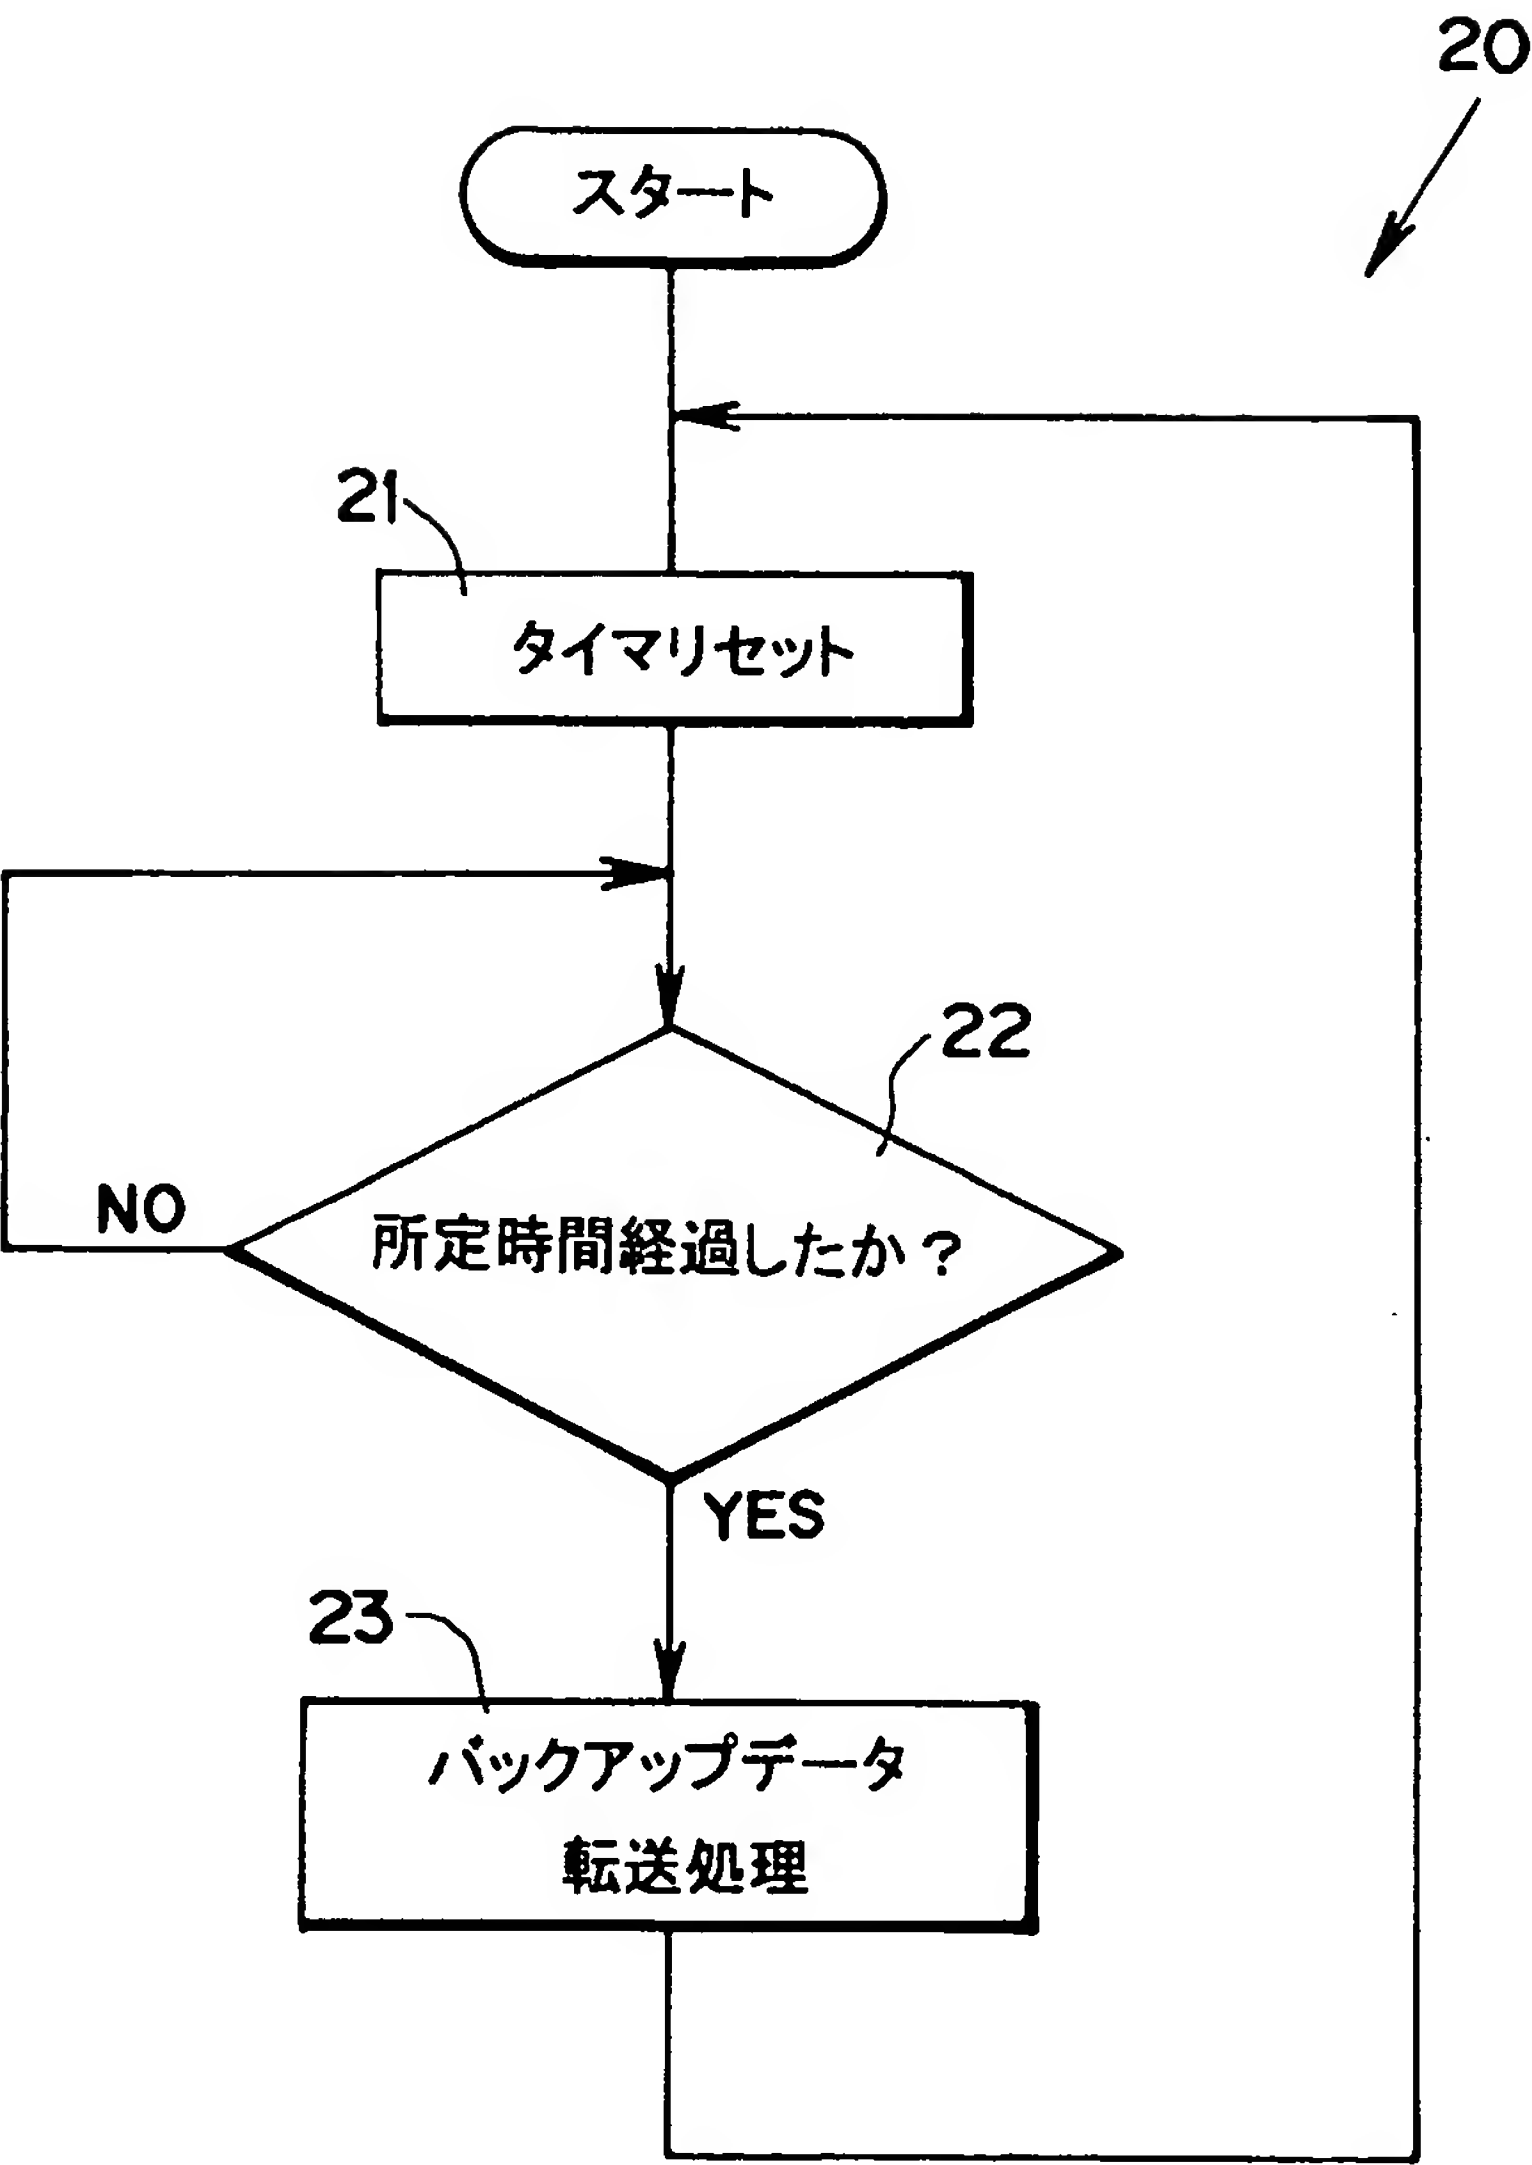 20
スタート
21
タイマリセット
22
NO
所定時間経過したか？
YES
23
バックアップデータ
転送処理